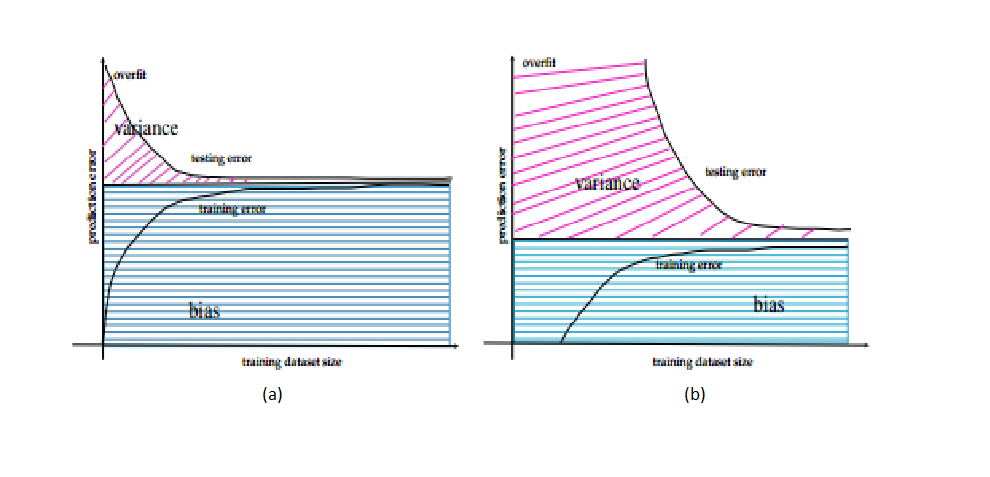 overfit
variance
testing error
training error
prediction error
bias
training dataset size
(a)
overfit
variance
testing error
training error
prediction error
bias
training dataset size
(b)